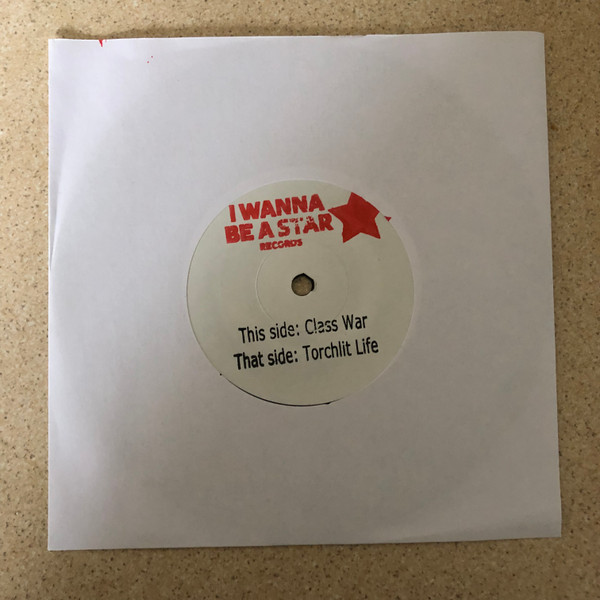 I WANNA
BE A STAR
RECORDS
This side: Class War
That side: Torchlit Life